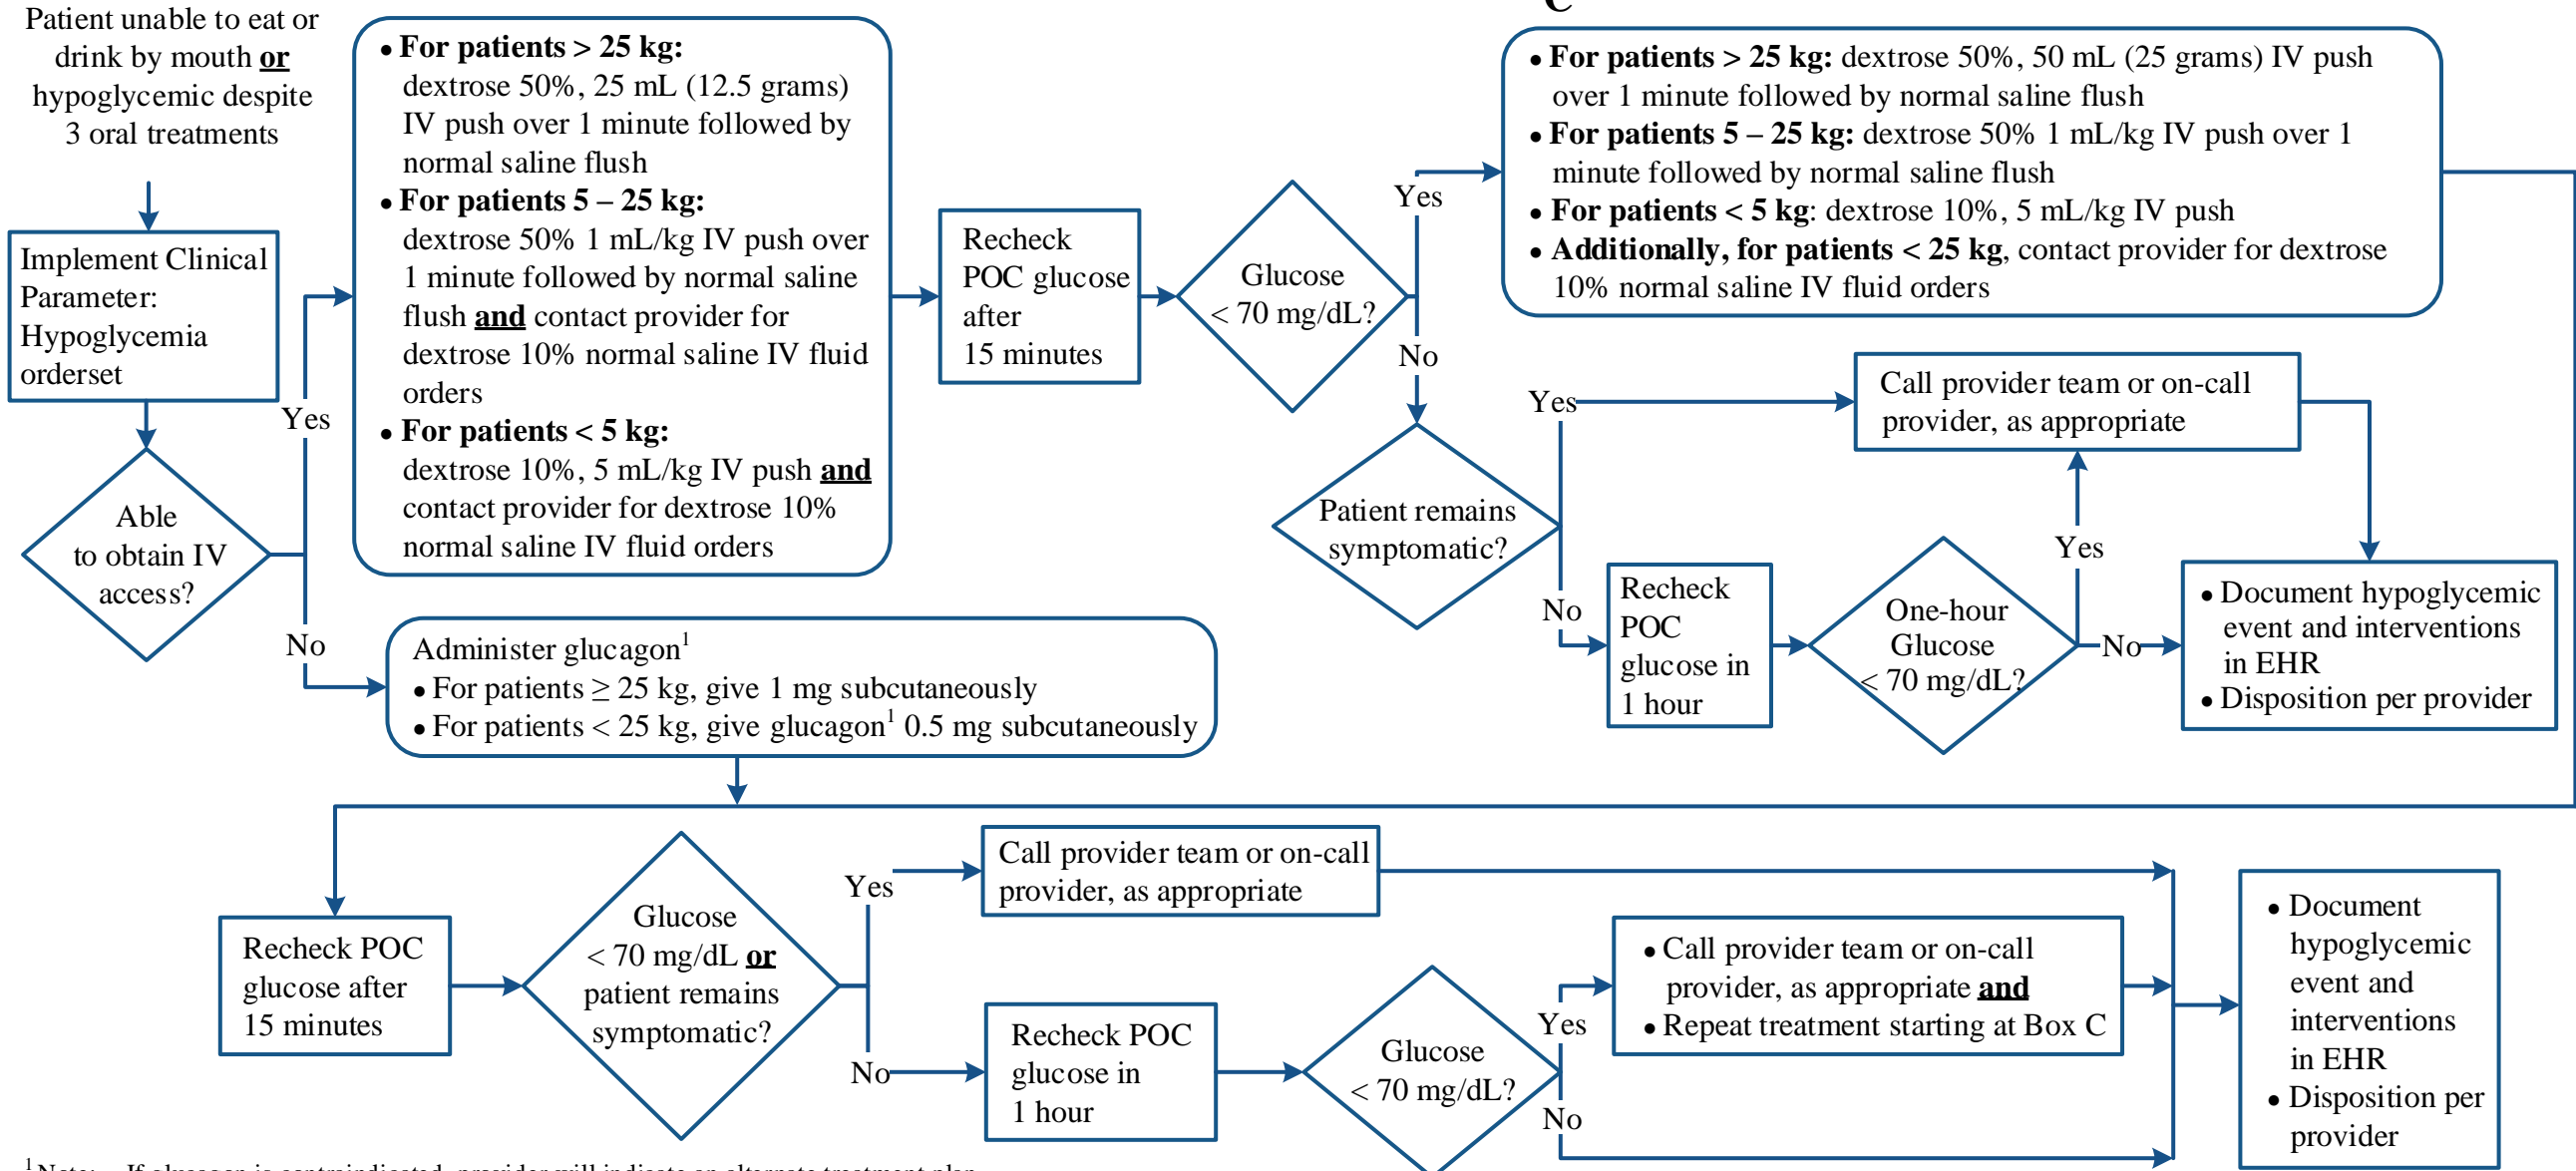 Patient unable to eat or
drink by mouth or
hypoglycemic despite
3 oral treatments
Implement Clinical
Parameter:
Hypoglycemia
orderset
Able
to obtain IV
access?
Yes
No
• For patients > 25 kg:
dextrose 50%, 25 mL (12.5 grams)
IV push over 1 minute followed by
normal saline flush
• For patients 5 – 25 kg:
dextrose 50% 1 mL/kg IV push over
1 minute followed by normal saline
flush and contact provider for
dextrose 10% normal saline IV fluid
orders
• For patients < 5 kg:
dextrose 10%, 5 mL/kg IV push and
contact provider for dextrose 10%
normal saline IV fluid orders
Recheck
POC glucose
after
15 minutes
Glucose
< 70 mg/dL?
Yes
No
C
• For patients > 25 kg: dextrose 50%, 50 mL (25 grams) IV push
over 1 minute followed by normal saline flush
• For patients 5 – 25 kg: dextrose 50% 1 mL/kg IV push over 1
minute followed by normal saline flush
• For patients < 5 kg: dextrose 10%, 5 mL/kg IV push
• Additionally, for patients < 25 kg, contact provider for dextrose
10% normal saline IV fluid orders
Patient remains
symptomatic?
Yes
No
Call provider team or on-call
provider, as appropriate
Recheck
POC
glucose in
1 hour
One-hour
Glucose
< 70 mg/dL?
Yes
No
• Document hypoglycemic
event and interventions
in EHR
• Disposition per provider
Administer glucagon1
• For patients ≥ 25 kg, give 1 mg subcutaneously
• For patients < 25 kg, give glucagon1 0.5 mg subcutaneously
Recheck POC
glucose after
15 minutes
Glucose
< 70 mg/dL or
patient remains
symptomatic?
Yes
No
Call provider team or on-call
provider, as appropriate
Recheck POC
glucose in
1 hour
Glucose
< 70 mg/dL?
Yes
No
• Call provider team or on-call
provider, as appropriate and
• Repeat treatment starting at Box C
• Document
hypoglycemic
event and
interventions
in EHR
• Disposition per
provider
1 Note: If glucagon is contraindicated, provider will indicate an alternate treatment plan